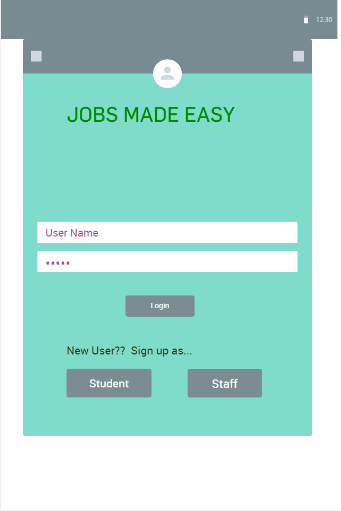 12.30
JOBS MADE EASY
User Name
•••••
Login
New User?? Sign up as...
Student Staff